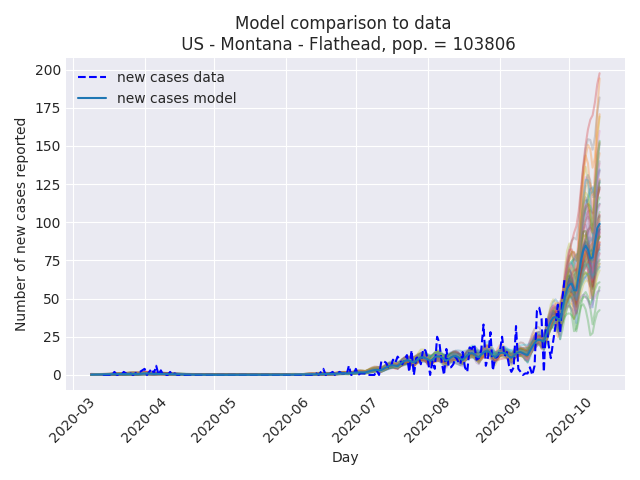 Model comparison to data
US - Montana - Flathead, pop. = 103806
new cases data
new cases model
Number of new cases reported
200
175
150
125
100
75
50
25
0
2020-03
2020-04
2020-05
2020-06
2020-07
2020-08
2020-09
2020-10
Day